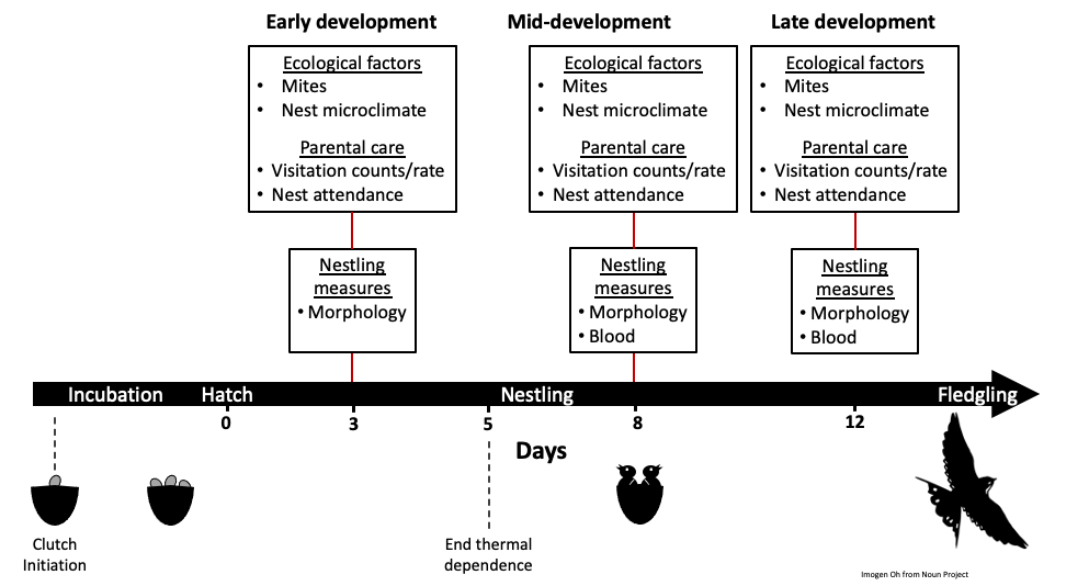 Early development
Mid-development
Late development
Ecological factors
• Mites
• Nest microclimate
Parental care
• Visitation counts/rate
• Nest attendance
Ecological factors
• Mites
• Nest microclimate
Parental care
• Visitation counts/rate
• Nest attendance
Ecological factors
• Mites
• Nest microclimate
Parental care
• Visitation counts/rate
• Nest attendance
Nestling
measures
• Morphology
Nestling
measures
• Morphology
• Blood
Nestling
measures
• Morphology
• Blood
Incubation Hatch Nestling Fledgling
0 3 5 8 12
Days
Clutch
Initiation
End thermal
dependence
Imogen Oh from Noun Project